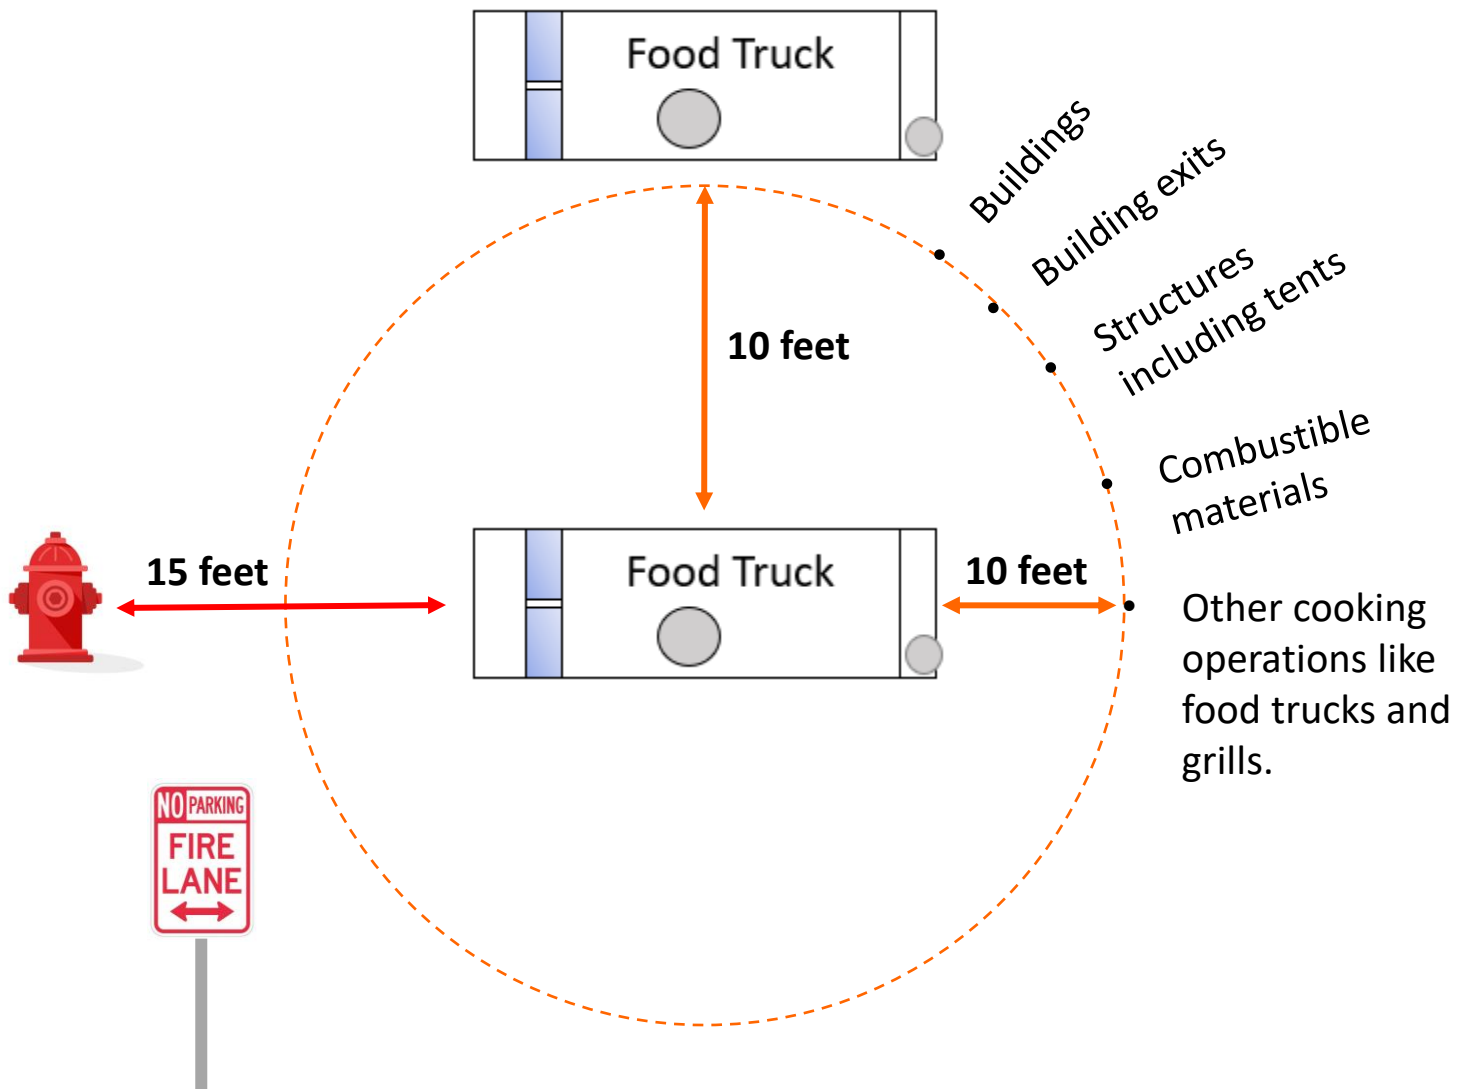 Food Truck
Buildings
Building exits
Structures
including tents
10 feet
Combustible
materials
15 feet
Food Truck
10 feet
Other cooking
operations like
food trucks and
grills.
NO PARKING
FIRE
LANE